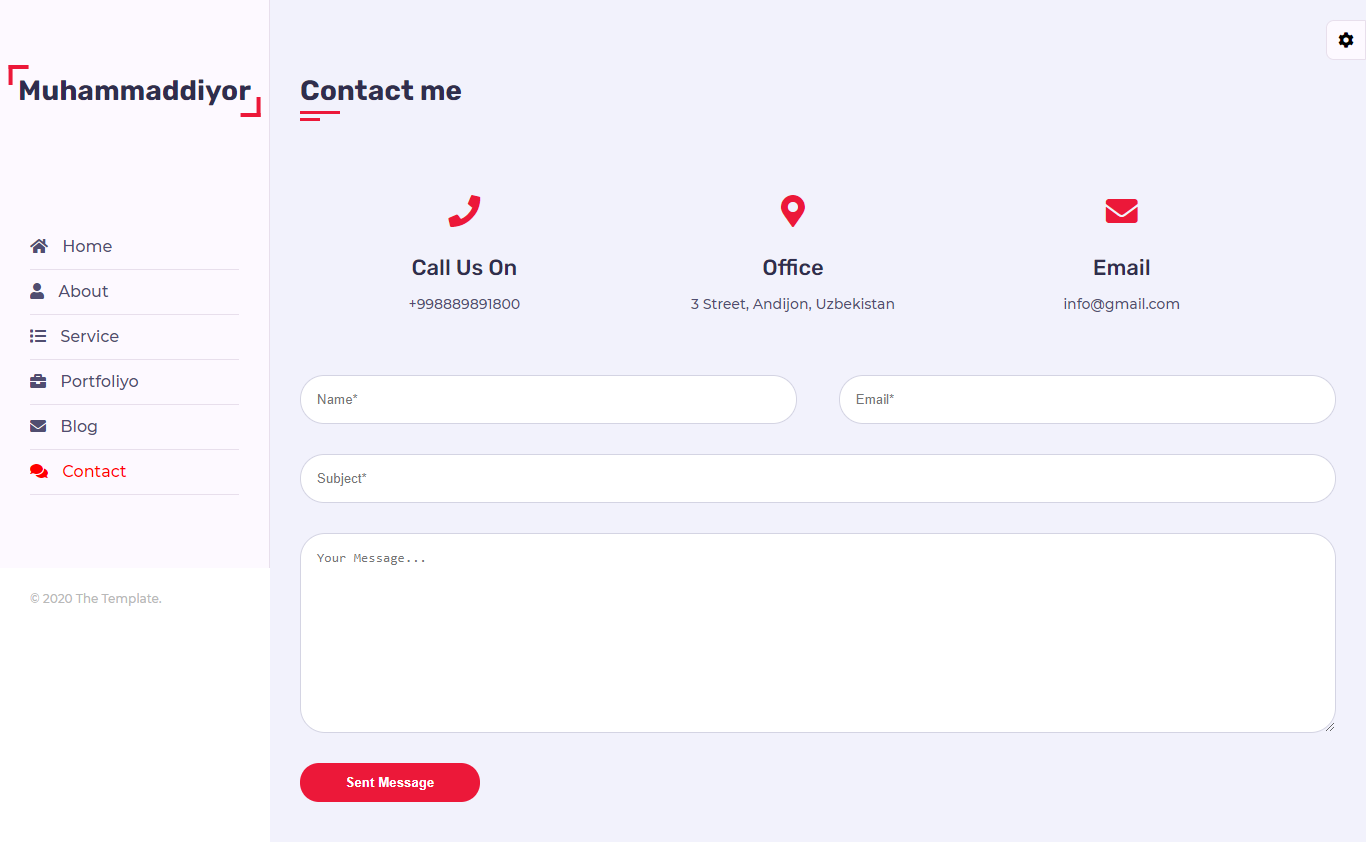 Muhammaddiyor
Home
About
Service
Portfoliyo
Blog
Contact
© 2020 The Template.
Contact me
Call Us On
+998889891800
Office
3 Street, Andijon, Uzbekistan
Email
info@gmail.com
Name*
Email*
Subject*
Your Message...
Sent Message